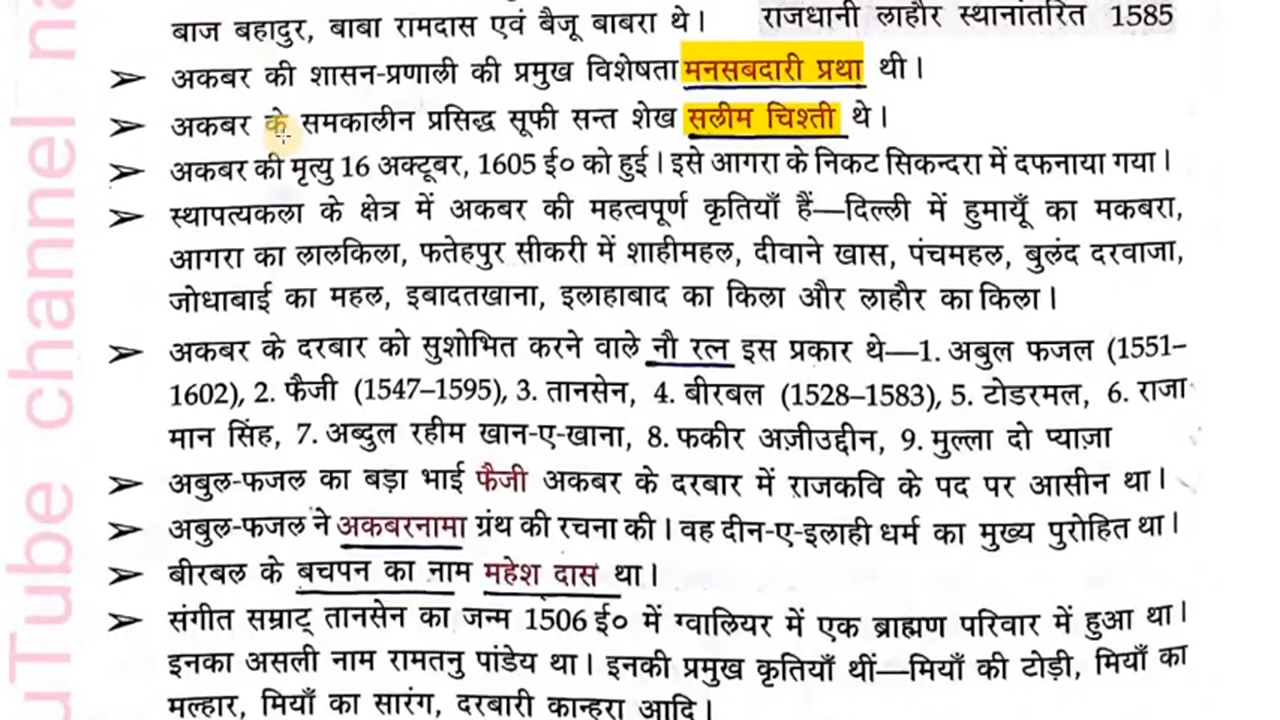 बाज बहादुर, बाबा रामदास एवं बैजू बाबरा थे। राजधानी लाहौर स्थानांतरित 1585
➢ अकबर की शासन-प्रणाली की प्रमुख विशेषता मनसबदारी प्रथा थी।
➢ अकबर के समकालीन प्रसिद्ध सूफी सन्त शेख सलीम चिश्ती थे।
➢ अकबर की मृत्यु 16 अक्टूबर, 1605 ई० को हुई। इसे आगरा के निकट सिकन्दरा में दफनाया गया।
➢ स्थापत्यकला के क्षेत्र में अकबर की महत्वपूर्ण कृतियाँ हैं—दिल्ली में हुमायूँ का मकबरा,
आगरा का लालकिला, फतेहपुर सीकरी में शाहीमहल, दीवाने खास, पंचमहल, बुलंद दरवाजा,
जोधाबाई का महल, इबादतखाना, इलाहाबाद का किला और लाहौर का किला।
➢ अकबर के दरबार को सुशोभित करने वाले नौ रत्न इस प्रकार थे—1. अबुल फजल (1551–
1602), 2. फैजी (1547–1595), 3. तानसेन, 4. बीरबल (1528–1583), 5. टोडरमल, 6. राजा
मान सिंह, 7. अब्दुल रहीम खान-ए-खाना, 8. फकीर अज़ीउद्दीन, 9. मुल्ला दो प्याज़ा
➢ अबुल-फजल का बड़ा भाई फैजी अकबर के दरबार में राजकवि के पद पर आसीन था।
➢ अबुल-फजल ने अकबरनामा ग्रंथ की रचना की। वह दीन-ए-इलाही धर्म का मुख्य पुरोहित था।
➢ बीरबल के बचपन का नाम महेश दास था।
➢ संगीत सम्राट् तानसेन का जन्म 1506 ई० में ग्वालियर में एक ब्राह्मण परिवार में हुआ था।
इनका असली नाम रामतनु पांडेय था। इनकी प्रमुख कृतियाँ थीं—मियाँ की टोड़ी, मियाँ का
मल्हार, मियाँ का सारंग, दरबारी कान्हरा आदि।
uTube channel na